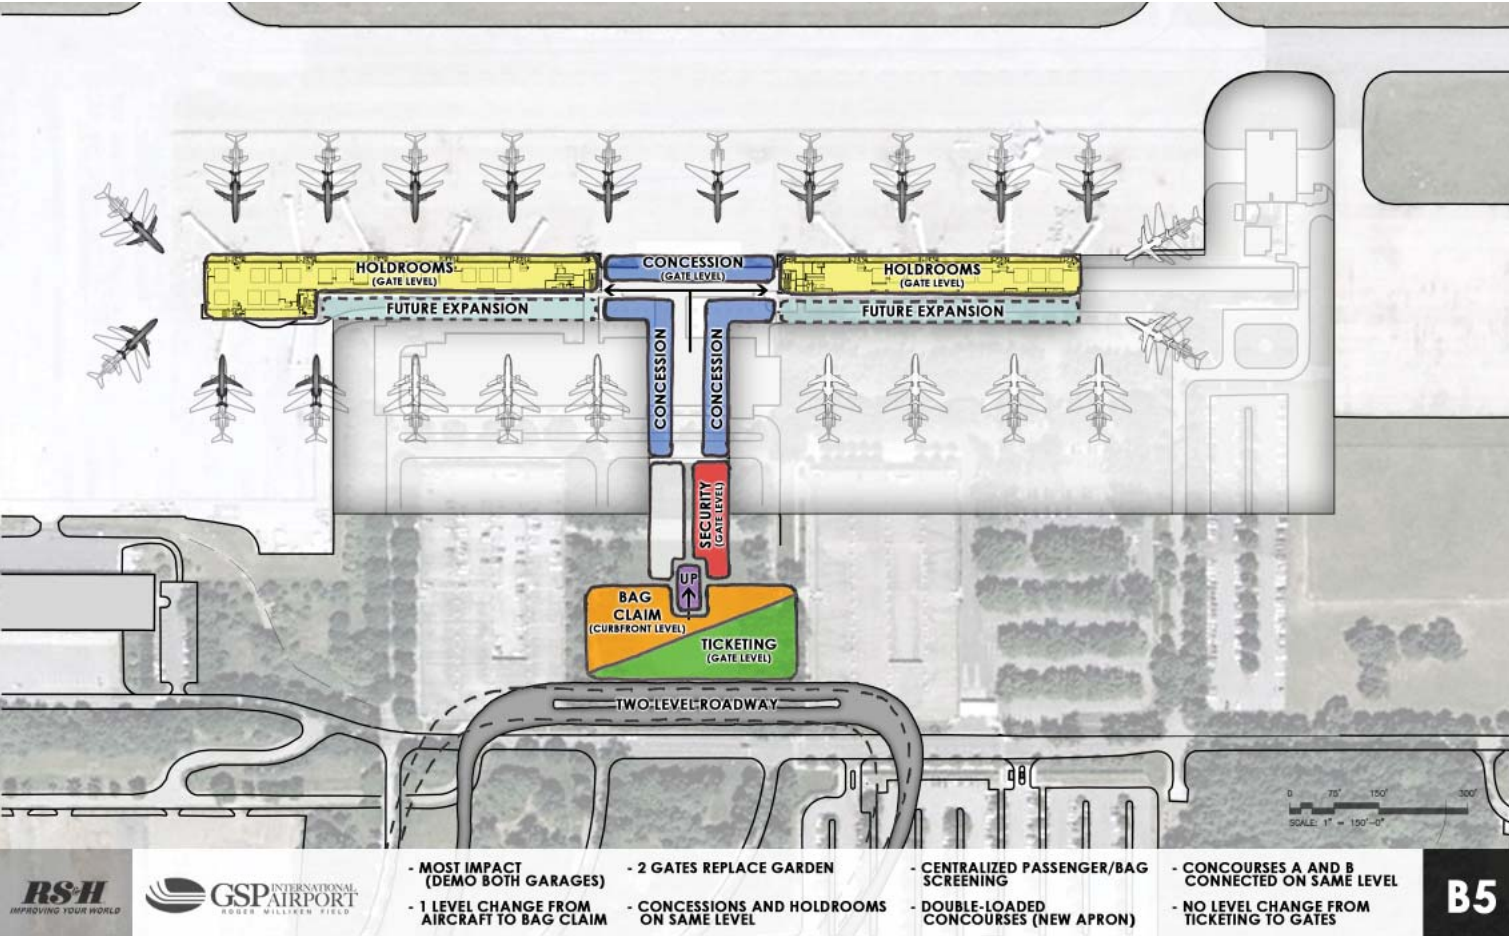 HOLDROOMS
(GATE LEVEL)
CONCESSION
(GATE LEVEL)
HOLDROOMS
(GATE LEVEL)
FUTURE EXPANSION
FUTURE EXPANSION
CONCESSION
CONCESSION
SECURITY
(GATE LEVEL)
UP
BAG
CLAIM
(CURBFRONT LEVEL)
TICKETING
(GATE LEVEL)
TWO-LEVEL ROADWAY
0 75' 150' 300'
SCALE: 1" = 150'-0"
RS&H
IMPROVING YOUR WORLD
GSP INTERNATIONAL
AIRPORT
ROGER MILLIKEN FIELD
- MOST IMPACT
(DEMO BOTH GARAGES)
- 1 LEVEL CHANGE FROM
AIRCRAFT TO BAG CLAIM
- 2 GATES REPLACE GARDEN
- CONCESSIONS AND HOLDROOMS
ON SAME LEVEL
- CENTRALIZED PASSENGER/BAG
SCREENING
- DOUBLE-LOADED
CONCOURSES (NEW APRON)
- CONCOURSES A AND B
CONNECTED ON SAME LEVEL
- NO LEVEL CHANGE FROM
TICKETING TO GATES
B5